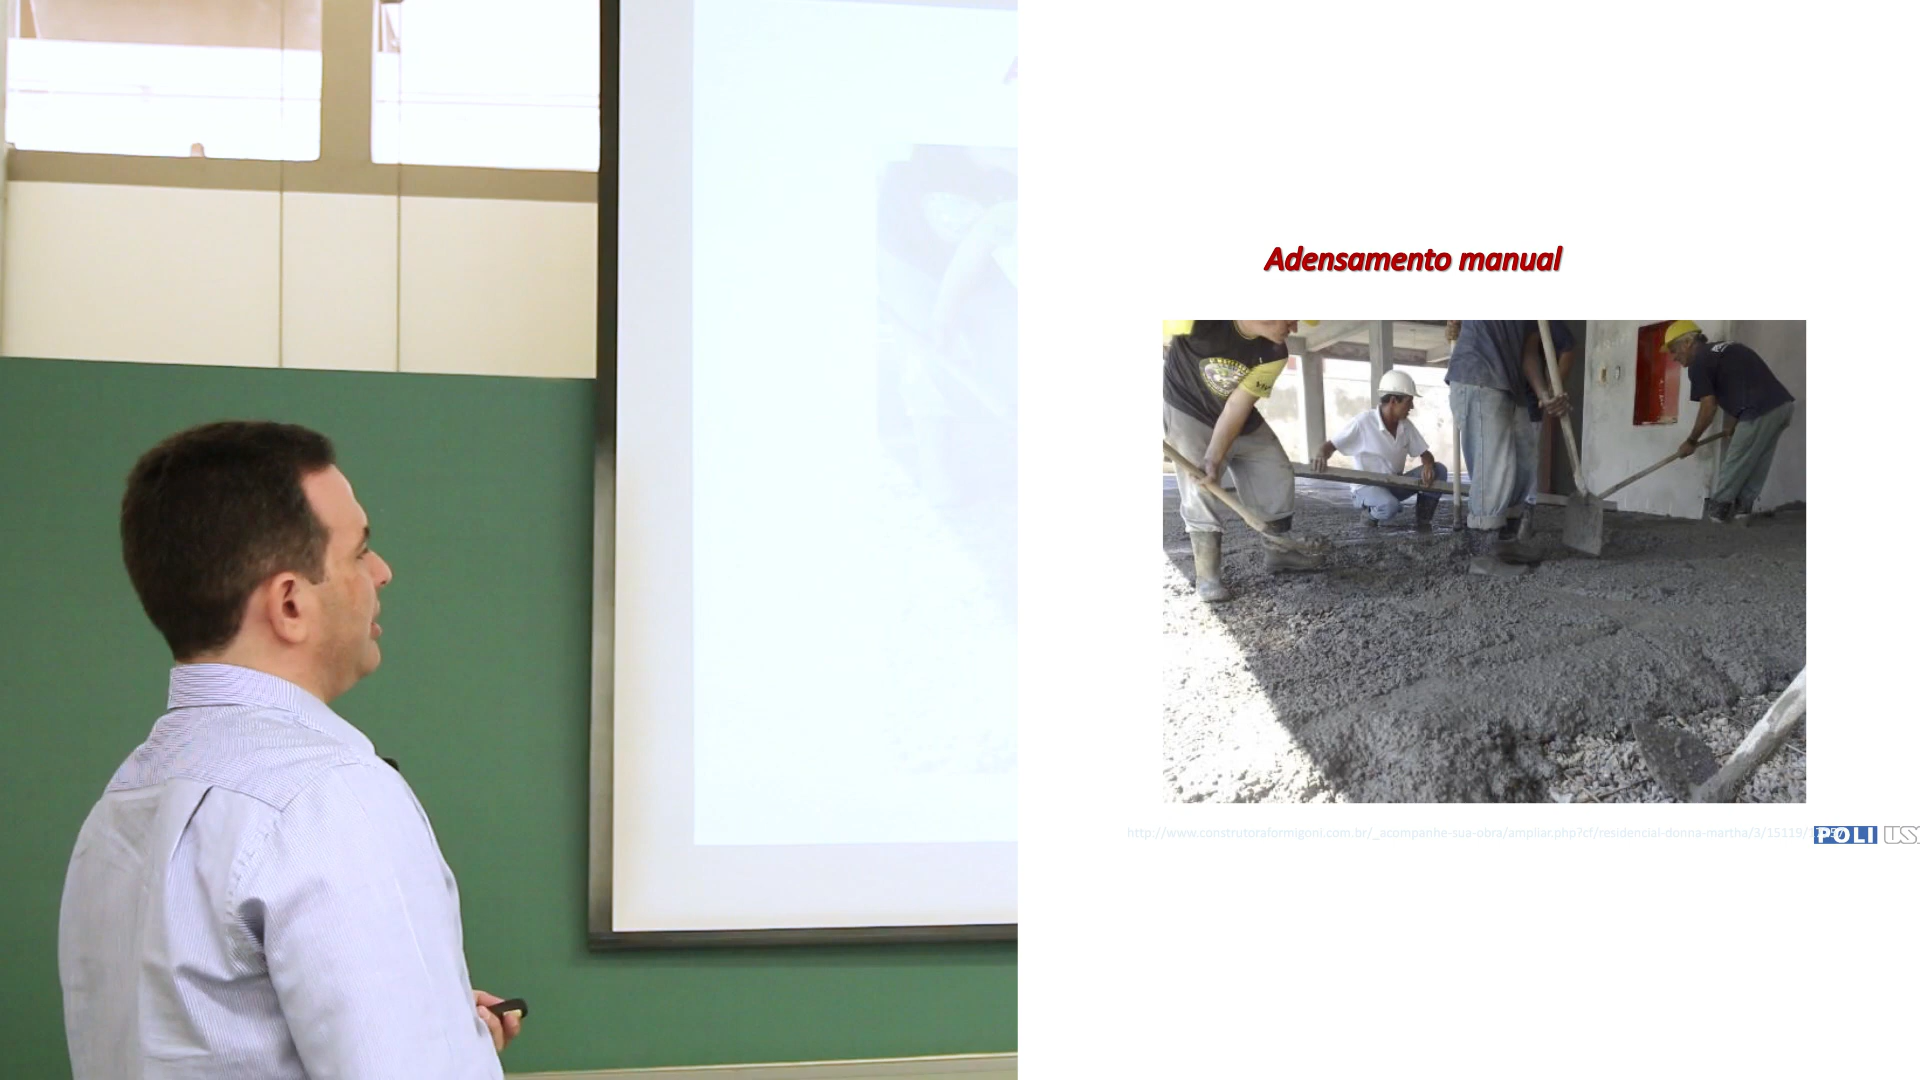 Adensamento manual
http://www.construtoraformigoni.com.br/_acompanhe-sua-obra/ampliar.php?cf/residencial-donna-martha/3/15119/
POLI